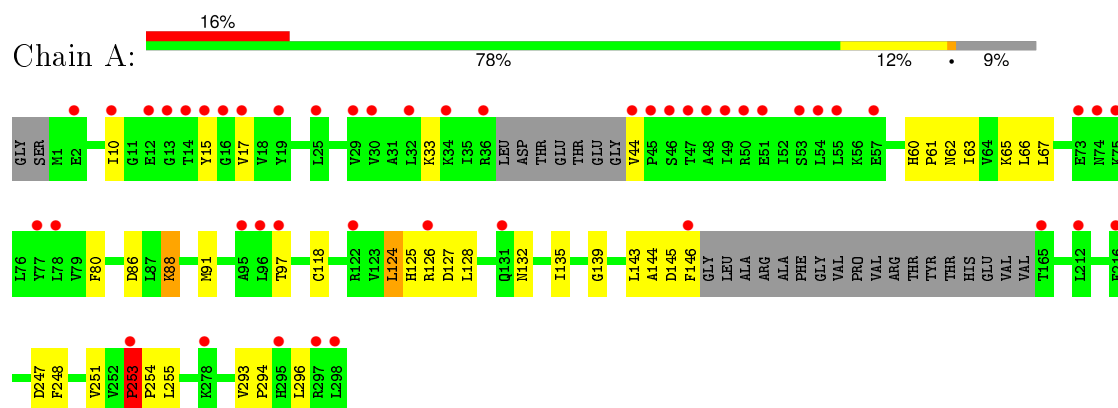 16%
Chain A:
78% 12% • 9%
GLY SER M1 E2 I10 G11 E12 G13 T14 Y15 G16 V17 V18 Y19 L25 V29 V30 A31 L32 K33 K34 I35 R36 LEU ASP THR GLU THR GLU GLY V44 P45 S46 T47 A48 I49 R50 E51 I52 S53 L54 L55 K56 E57 H60 P61 N62 I63 V64 K65 L66 L67 E73 N74 K75
L76 Y77 L78 V79 F80 D86 L87 K88 M91 A95 L96 T97 C118 R122 V123 L124 H125 R126 D127 L128 Q131 N132 I135 G139 L143 A144 D145 F146 GLY LEU ALA ARG ALA PHE GLY VAL PRO VAL ARG THR TYR THR HIS GLU VAL VAL T165 L212
D247 F248 V251 V252 P253 P254 L255 K278 V293 P294 H295 L296 R297 L298